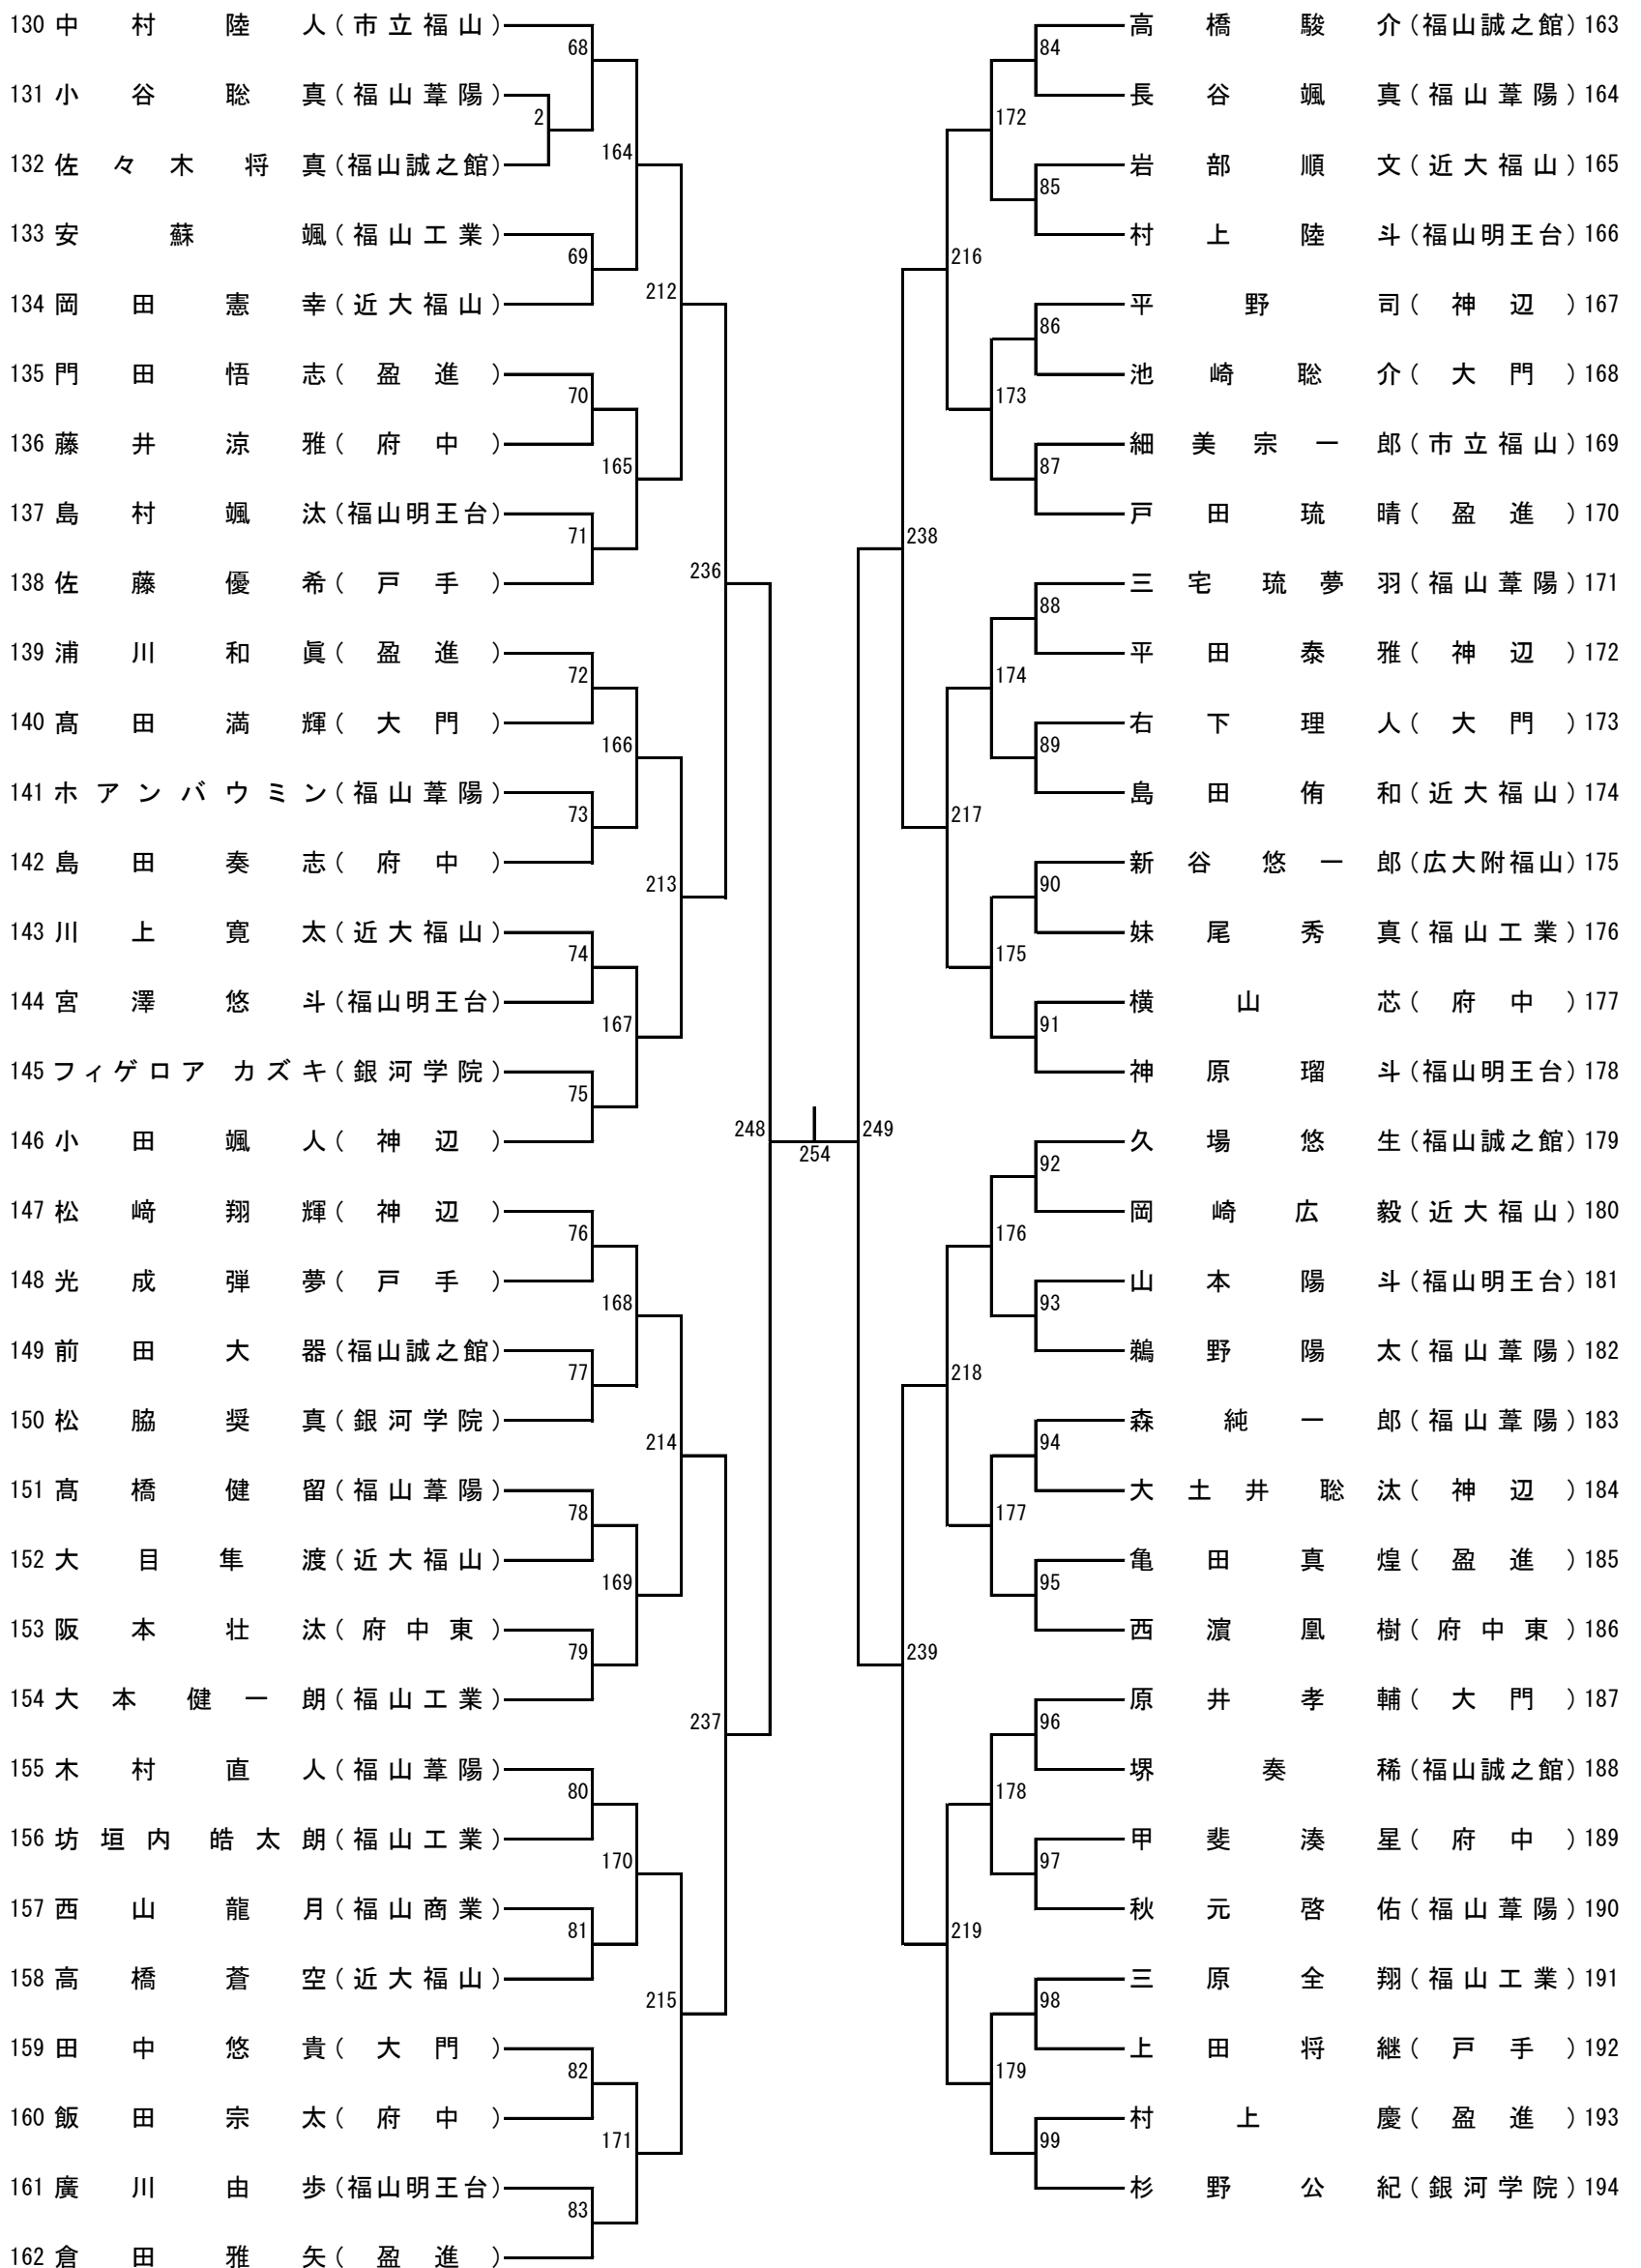 130 中村陸人(市立福山)
131 小谷聡真(福山葦陽)
132 佐々木将真(福山誠之館)
133 安蘇颯(福山工業)
134 岡田憲幸(近大福山)
135 門田悟志(盈進)
136 藤井涼雅(府中)
137 島村颯汰(福山明王台)
138 佐藤優希(戸手)
139 浦川和眞(盈進)
140 髙田満輝(大門)
141 ホアンバウミン(福山葦陽)
142 島田奏志(府中)
143 川上寛太(近大福山)
144 宮澤悠斗(福山明王台)
145 フィゲロア カズキ(銀河学院)
146 小田颯人(神辺)
147 松﨑翔輝(神辺)
148 光成弾夢(戸手)
149 前田大器(福山誠之館)
150 松脇奨真(銀河学院)
151 髙橋健留(福山葦陽)
152 大目隼渡(近大福山)
153 阪本壮汰(府中東)
154 大本健一朗(福山工業)
155 木村直人(福山葦陽)
156 坊垣内皓太朗(福山工業)
157 西山龍月(福山商業)
158 高橋蒼空(近大福山)
159 田中悠貴(大門)
160 飯田宗太(府中)
161 廣川由歩(福山明王台)
162 倉田雅矢(盈進)
68
2
69
70
71
72
73
74
75
76
77
78
79
80
81
82
83
164
165
166
167
168
169
170
171
212
213
214
215
236
237
248
254
249
238
239
216
217
218
219
172
173
174
175
176
177
178
179
84
85
86
87
88
89
90
91
92
93
94
95
96
97
98
99
高橋駿介(福山誠之館)163
長谷颯真(福山葦陽)164
岩部順文(近大福山)165
村上陸斗(福山明王台)166
平野司(神辺)167
池崎聡介(大門)168
細美宗一郎(市立福山)169
戸田琉晴(盈進)170
三宅琉夢羽(福山葦陽)171
平田泰雅(神辺)172
右下理人(大門)173
島田侑和(近大福山)174
新谷悠一郎(広大附福山)175
妹尾秀真(福山工業)176
横山芯(府中)177
神原瑠斗(福山明王台)178
久場悠生(福山誠之館)179
岡崎広毅(近大福山)180
山本陽斗(福山明王台)181
鵜野陽太(福山葦陽)182
森純一郎(福山葦陽)183
大土井聡汰(神辺)184
亀田真煌(盈進)185
西濵凰樹(府中東)186
原井孝輔(大門)187
堺奏稀(福山誠之館)188
甲斐湊星(府中)189
秋元啓佑(福山葦陽)190
三原全翔(福山工業)191
上田将継(戸手)192
村上慶(盈進)193
杉野公紀(銀河学院)194